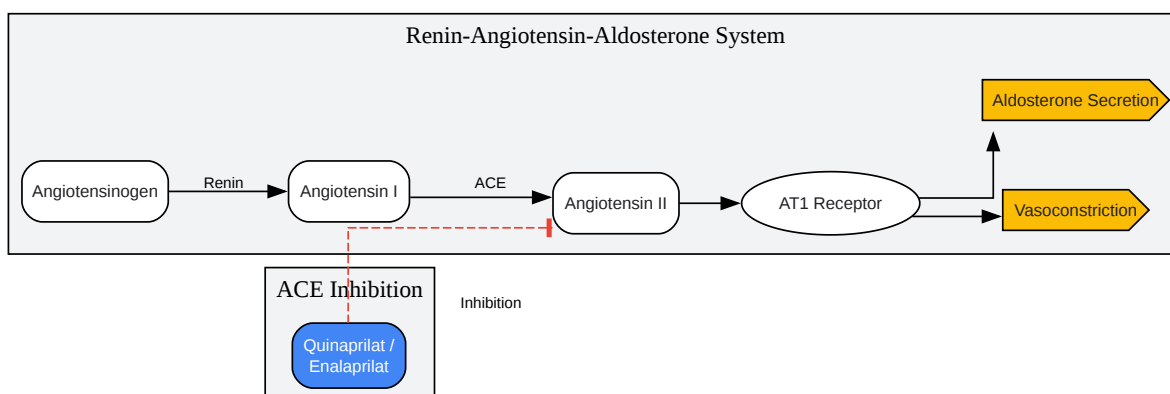 Renin-Angiotensin-Aldosterone System
Aldosterone Secretion
Angiotensinogen
Renin
Angiotensin I
ACE
Angiotensin II
AT1 Receptor
Vasoconstriction
ACE Inhibition
Inhibition
Quinaprilat /
Enalaprilat